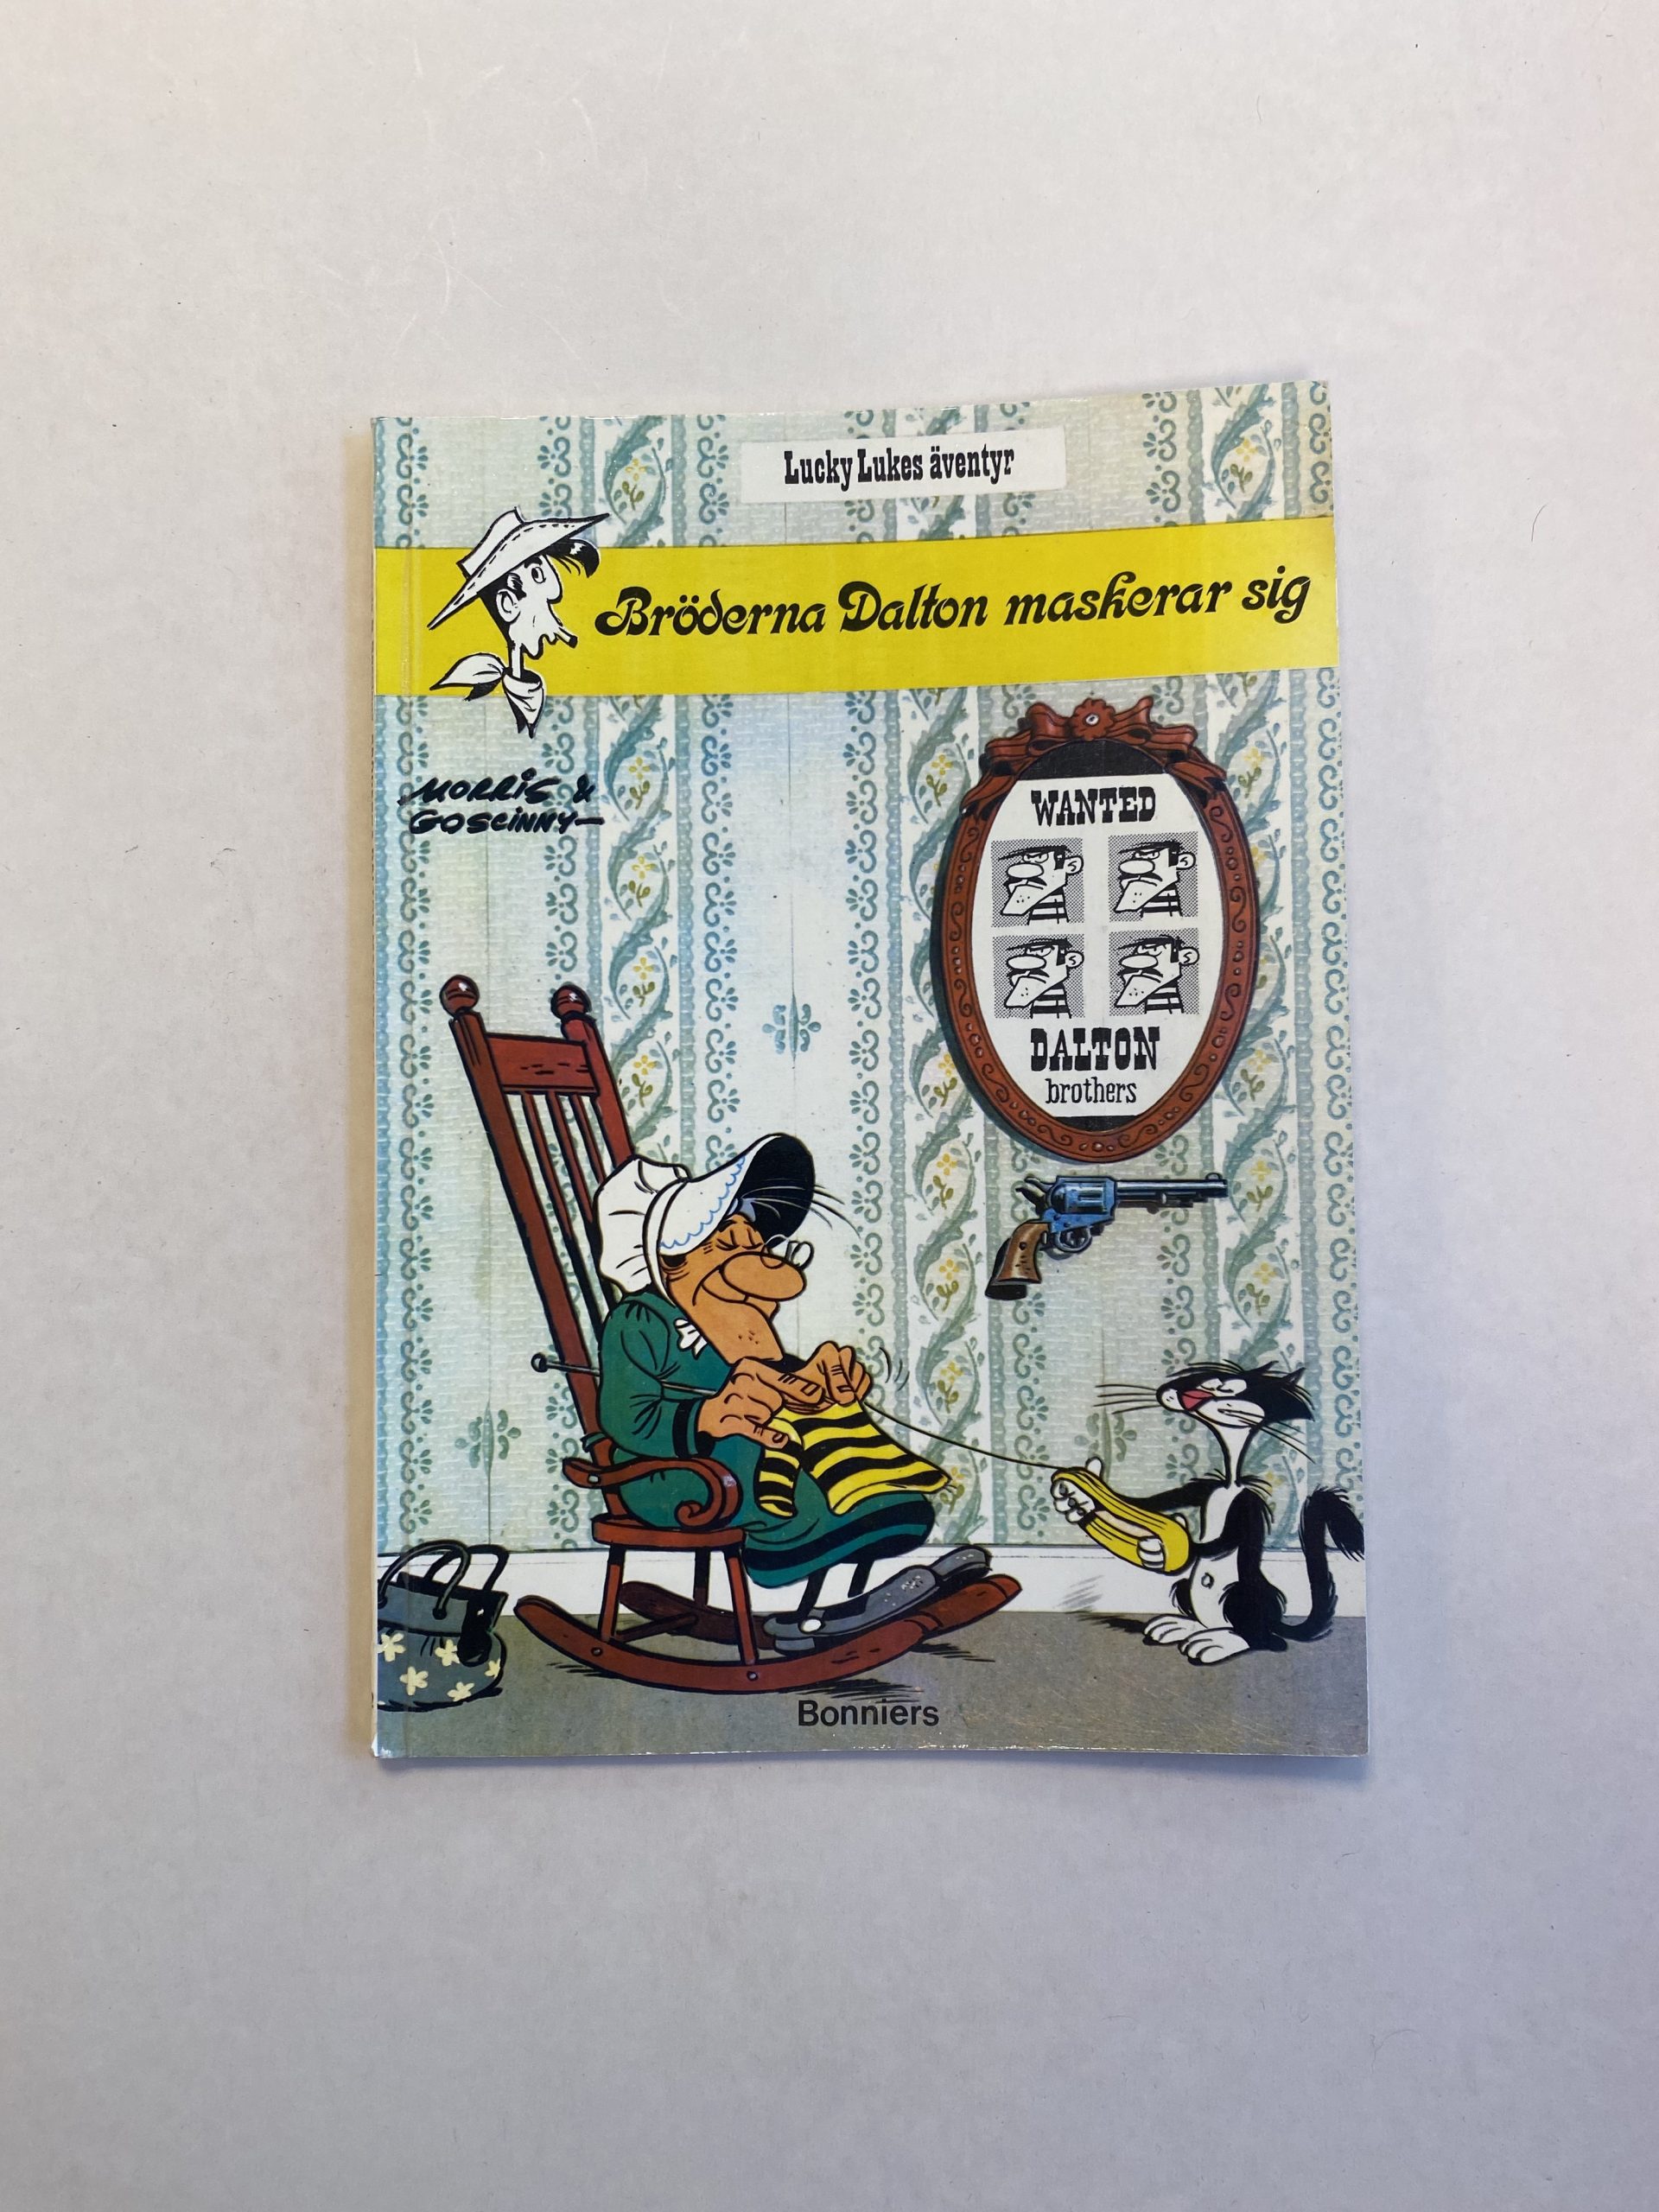 Lucky Lukes äventyr
Bröderna Dalton maskerar sig
MORRIS &
GOSCINNY—
WANTED
DALTON
brothers
Bonniers